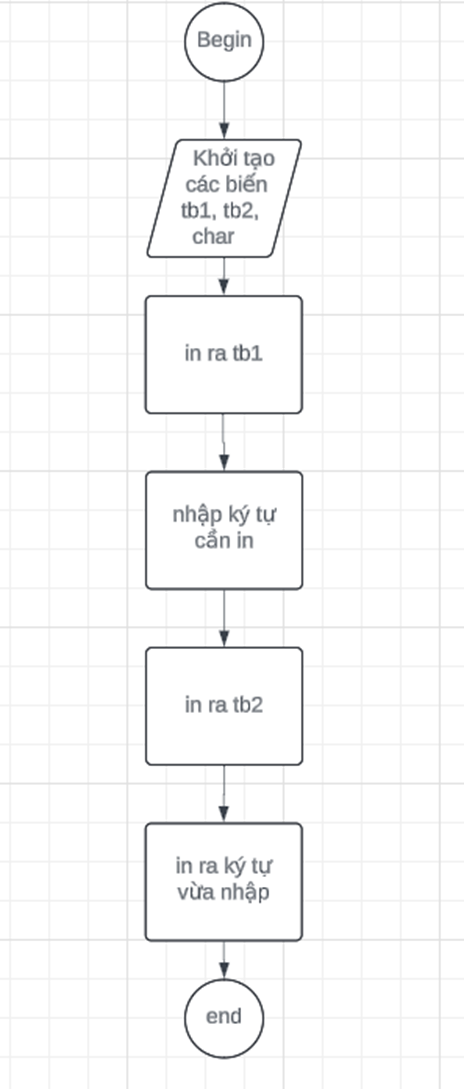 Begin
Khởi tạo
các biến
tb1, tb2,
char
in ra tb1
nhập ký tự
cần in
in ra tb2
in ra ký tự
vừa nhập
end